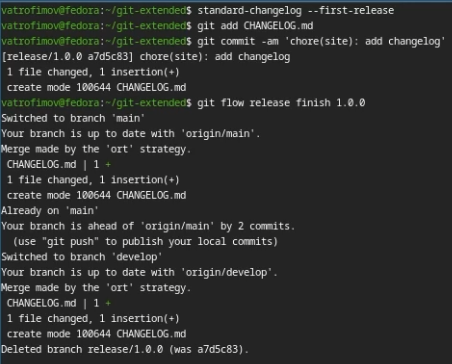 vatrofimov@fedora:~/git-extended$ standard-changelog --first-release
vatrofimov@fedora:~/git-extended$ git add CHANGELOG.md
vatrofimov@fedora:~/git-extended$ git commit -am 'chore(site): add changelog'
[release/1.0.0 a7d5c83] chore(site): add changelog
 1 file changed, 1 insertion(+)
 create mode 100644 CHANGELOG.md
vatrofimov@fedora:~/git-extended$ git flow release finish 1.0.0
Switched to branch 'main'
Your branch is up to date with 'origin/main'.
Merge made by the 'ort' strategy.
 CHANGELOG.md | 1 +
 1 file changed, 1 insertion(+)
 create mode 100644 CHANGELOG.md
Already on 'main'
Your branch is ahead of 'origin/main' by 2 commits.
  (use "git push" to publish your local commits)
Switched to branch 'develop'
Your branch is up to date with 'origin/develop'.
Merge made by the 'ort' strategy.
 CHANGELOG.md | 1 +
 1 file changed, 1 insertion(+)
 create mode 100644 CHANGELOG.md
Deleted branch release/1.0.0 (was a7d5c83).